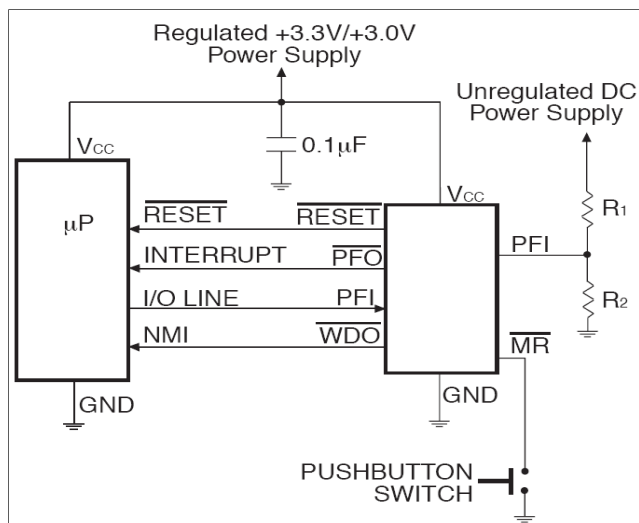 Regulated +3.3V/+3.0V
Power Supply
Unregulated DC
Power Supply
VCC
0.1µF
VCC
µP
R1
RESET
RESET
INTERRUPT
PFO
PFI
I/O LINE
PFI
R2
NMI
WDO
MR
GND
GND
PUSHBUTTON
SWITCH